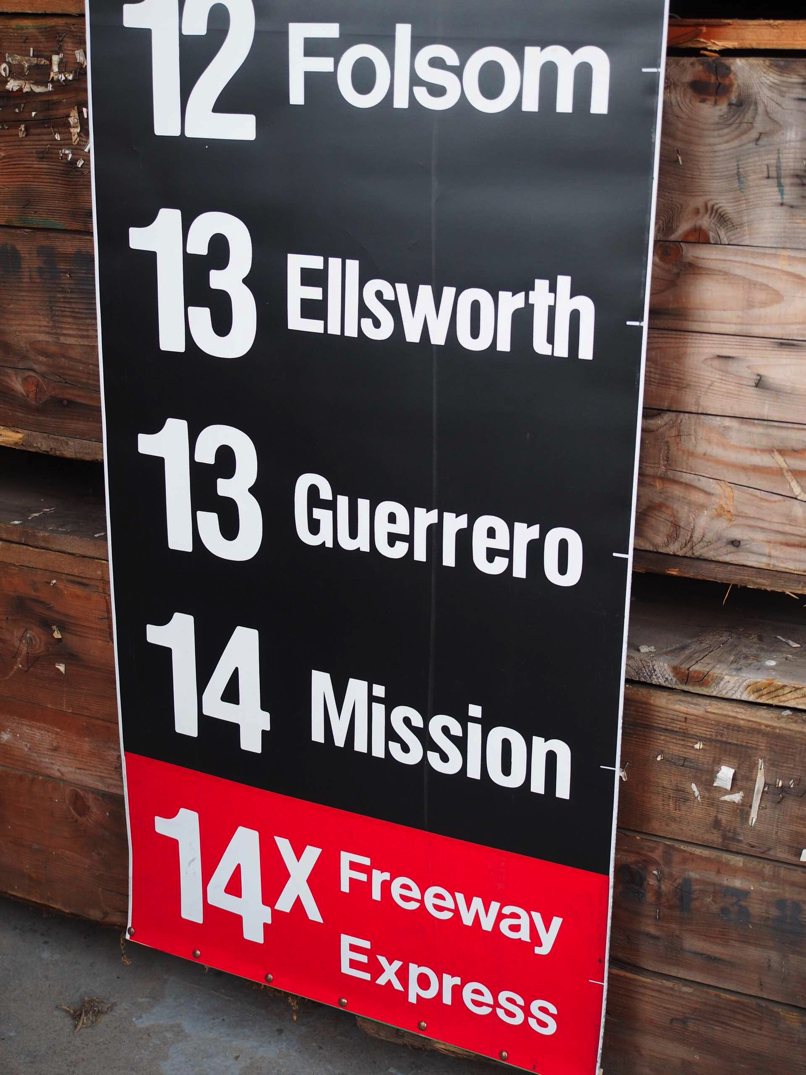 12 Folsom
13 Ellsworth
13 Guerrero
14 Mission
14X Freeway
Express